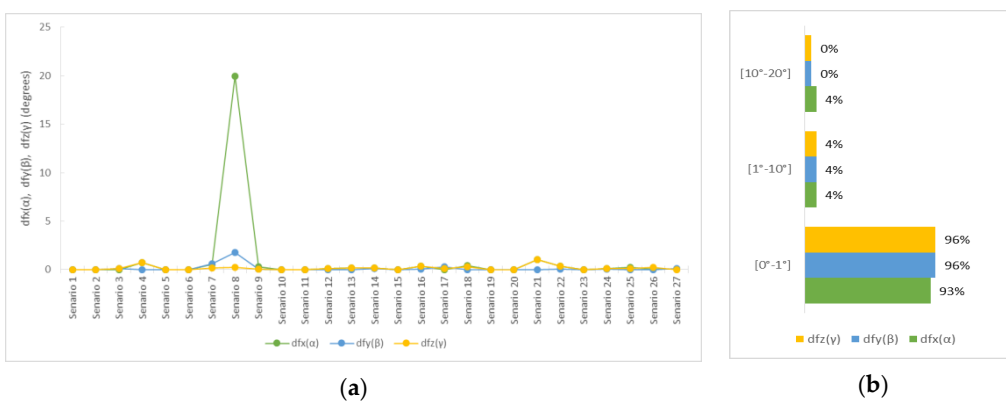 25
20
15
10
5
0
dfx(α), dfy(β), dfz(γ) (degrees)
Senario 1
Senario 2
Senario 3
Senario 4
Senario 5
Senario 6
Senario 7
Senario 8
Senario 9
Senario 10
Senario 11
Senario 12
Senario 13
Senario 14
Senario 15
Senario 16
Senario 17
Senario 18
Senario 19
Senario 20
Senario 21
Senario 22
Senario 23
Senario 24
Senario 25
Senario 26
Senario 27
dfx(α) dfy(β) dfz(γ)
(a)
[10°-20°]
0%
0%
4%
[1°-10°]
4%
4%
4%
[0°-1°]
96%
96%
93%
dfz(γ) dfy(β) dfx(α)
(b)